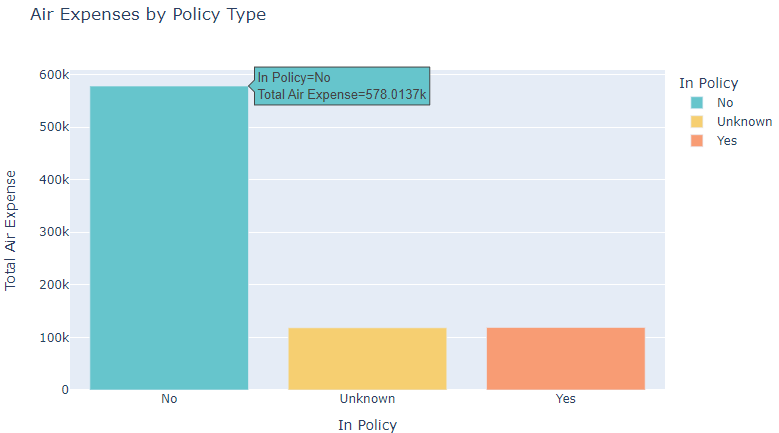 Air Expenses by Policy Type
600k
500k
400k
300k
200k
100k
0
Total Air Expense
In Policy=No
Total Air Expense=578.0137k
No
Unknown
Yes
In Policy
In Policy
No
Unknown
Yes